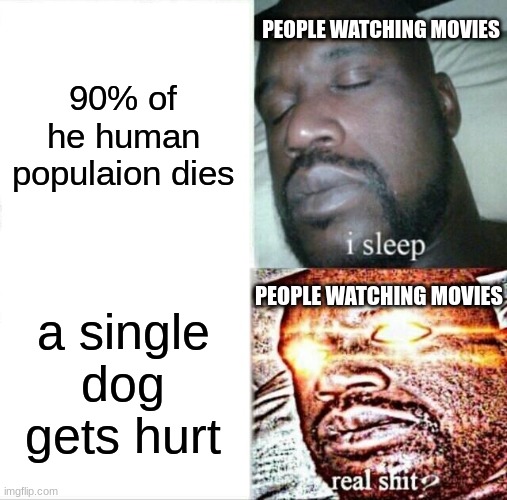 PEOPLE WATCHING MOVIES
90% of
he human
populaion dies
i sleep
PEOPLE WATCHING MOVIES
a single
dog
gets hurt
real shit?
imgflip.com